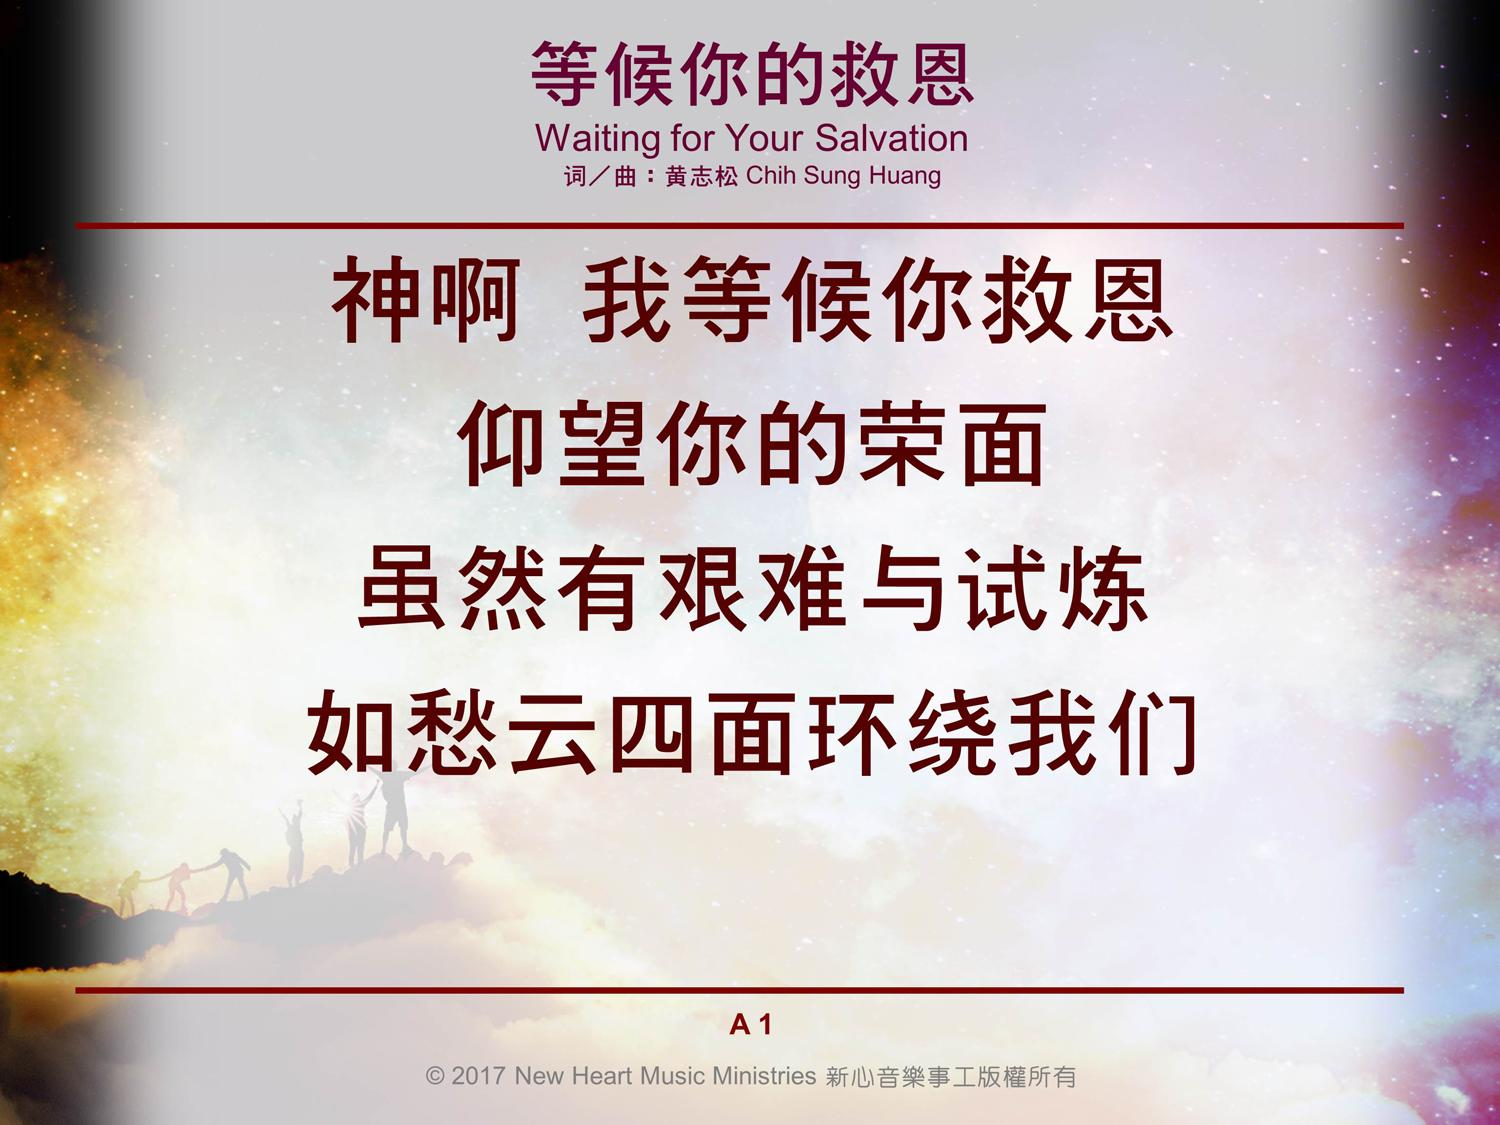 等候你的救恩
Waiting for Your Salvation
词／曲：黄志松 Chih Sung Huang
神啊 我等候你救恩
仰望你的荣面
虽然有艰难与试炼
如愁云四面环绕我们
A 1
© 2017 New Heart Music Ministries 新心音樂事工版權所有